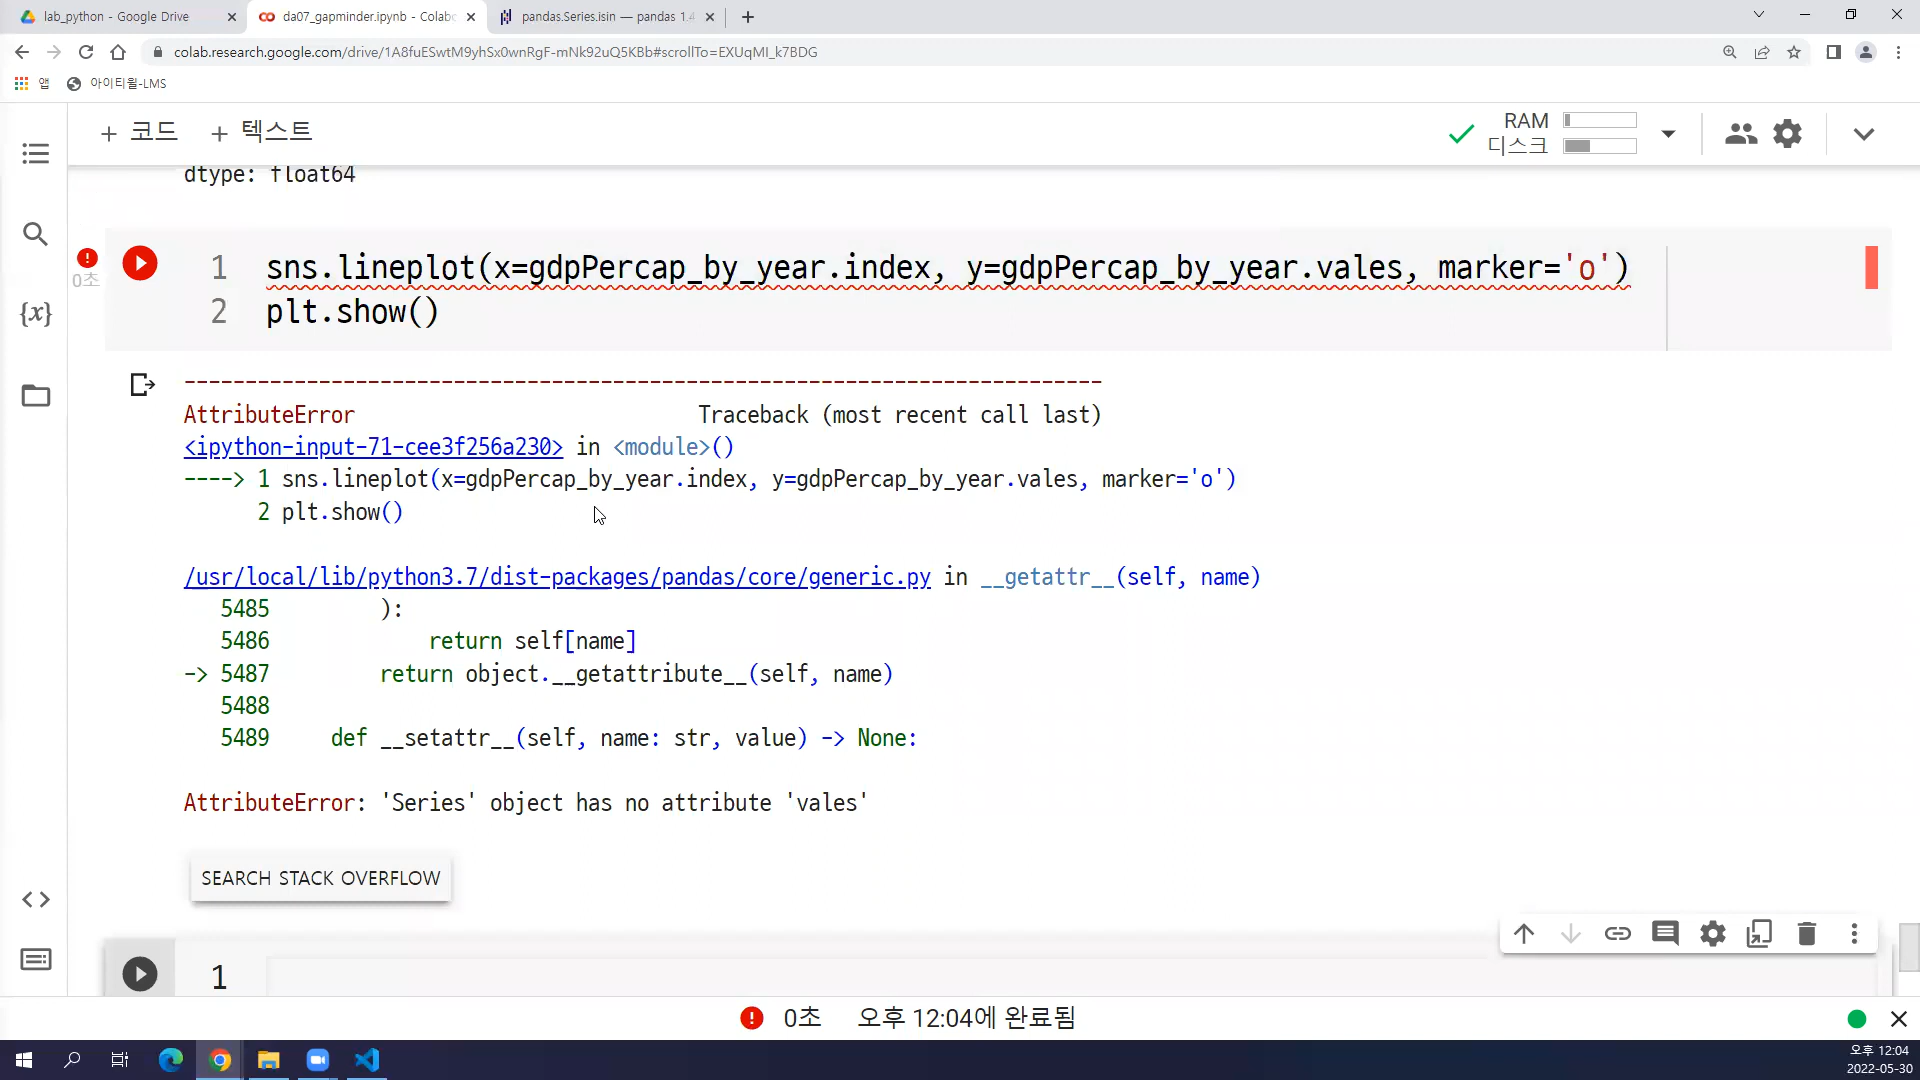 lab_python - Google Drive
da07_gapminder.ipynb - Colabo
pandas.Series.isin — pandas 1.4
colab.research.google.com/drive/1A8fuESwtM9yhSx0wnRgF-mNk92uQ5KBb#scrollTo=EXUqMI_k7BDG
앱
아이티윌-LMS
+ 코드
+ 텍스트
RAM
디스크
dtype: float64
0초
1 sns.lineplot(x=gdpPercap_by_year.index, y=gdpPercap_by_year.vales, marker='o')
2 plt.show()
---------------------------------------------------------------------------
AttributeError Traceback (most recent call last)
<ipython-input-71-cee3f256a230> in <module>()
----> 1 sns.lineplot(x=gdpPercap_by_year.index, y=gdpPercap_by_year.vales, marker='o')
2 plt.show()
/usr/local/lib/python3.7/dist-packages/pandas/core/generic.py in __getattr__(self, name)
5485 ):
5486 return self[name]
-> 5487 return object.__getattribute__(self, name)
5488
5489 def __setattr__(self, name: str, value) -> None:
AttributeError: 'Series' object has no attribute 'vales'
SEARCH STACK OVERFLOW
1
0초 오후 12:04에 완료됨
오후 12:04
2022-05-30